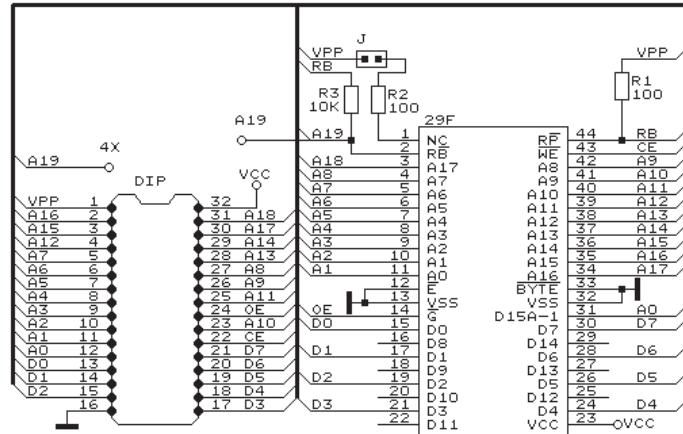 J
VPP
RB
R3
10K
R2
100
VPP
R1
100
A19
4X
A19
DIP
VCC
VPP 1
A16 2
A15 3
A12 4
A7 5
A6 6
A5 7
A4 8
A3 9
A2 10
A1 11
A0 12
D0 13
D1 14
D2 15
16
32
31 A18
30 A17
29 A14
28 A13
27 A8
26 A9
25 A11
24 OE
23 A10
22 CE
21 D7
20 D6
19 D5
18 D4
17 D3
29F
A19 1 NC
2 RB
A18 3 A17
A8 4 A7
A7 5 A6
A6 6 A5
A5 7 A4
A4 8 A3
A3 9 A2
A2 10 A1
A1 11 A0
12 E
13 VSS
OE 14 G
D0 15 D0
16 D8
D1 17 D1
18 D9
D2 19 D2
20 D10
D3 21 D3
22 D11
RP 44 RB
WE 43 CE
A8 42 A9
A9 41 A10
A10 40 A11
A11 39 A12
A12 38 A13
A13 37 A14
A14 36 A15
A15 35 A16
A16 34 A17
BYTE 33
VSS 32
D15A-1 31 A0
D7 30 D7
D14 29
D6 28 D6
D13 27
D5 26 D5
D12 25
D4 24 D4
VCC 23 VCC